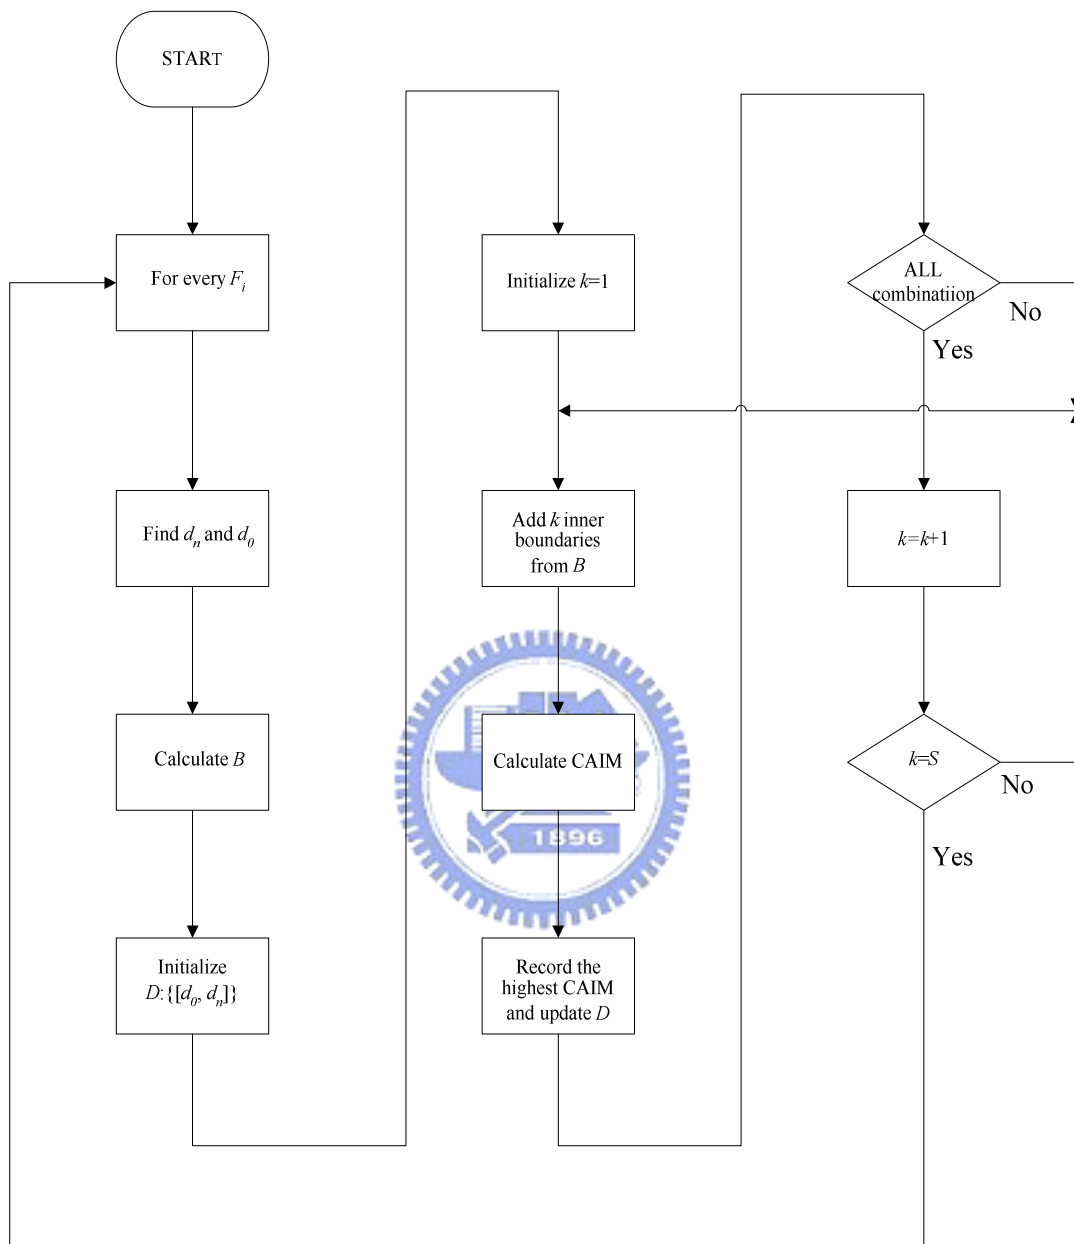 START
For every F_i
Find d_n and d_0
Calculate B
Initialize
D:{[d_0, d_n]}
Initialize k=1
Add k inner
boundaries
from B
Calculate CAIM
1896
Record the
highest CAIM
and update D
ALL
combinatiion
No
Yes
k=k+1
k=S
No
Yes